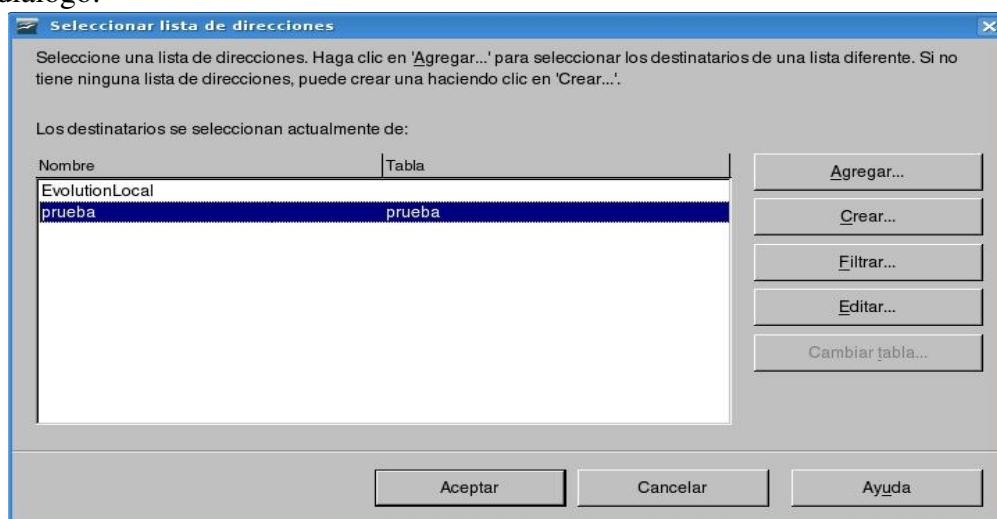 diálogo.
Seleccionar lista de direcciones
Seleccione una lista de direcciones. Haga clic en 'Agregar...' para seleccionar los destinatarios de una lista diferente. Si no
tiene ninguna lista de direcciones, puede crear una haciendo clic en 'Crear...'.
Los destinatarios se seleccionan actualmente de:
Nombre Tabla
EvolutionLocal
prueba prueba
Agregar...
Crear...
Filtrar...
Editar...
Cambiar tabla...
Aceptar Cancelar Ayuda